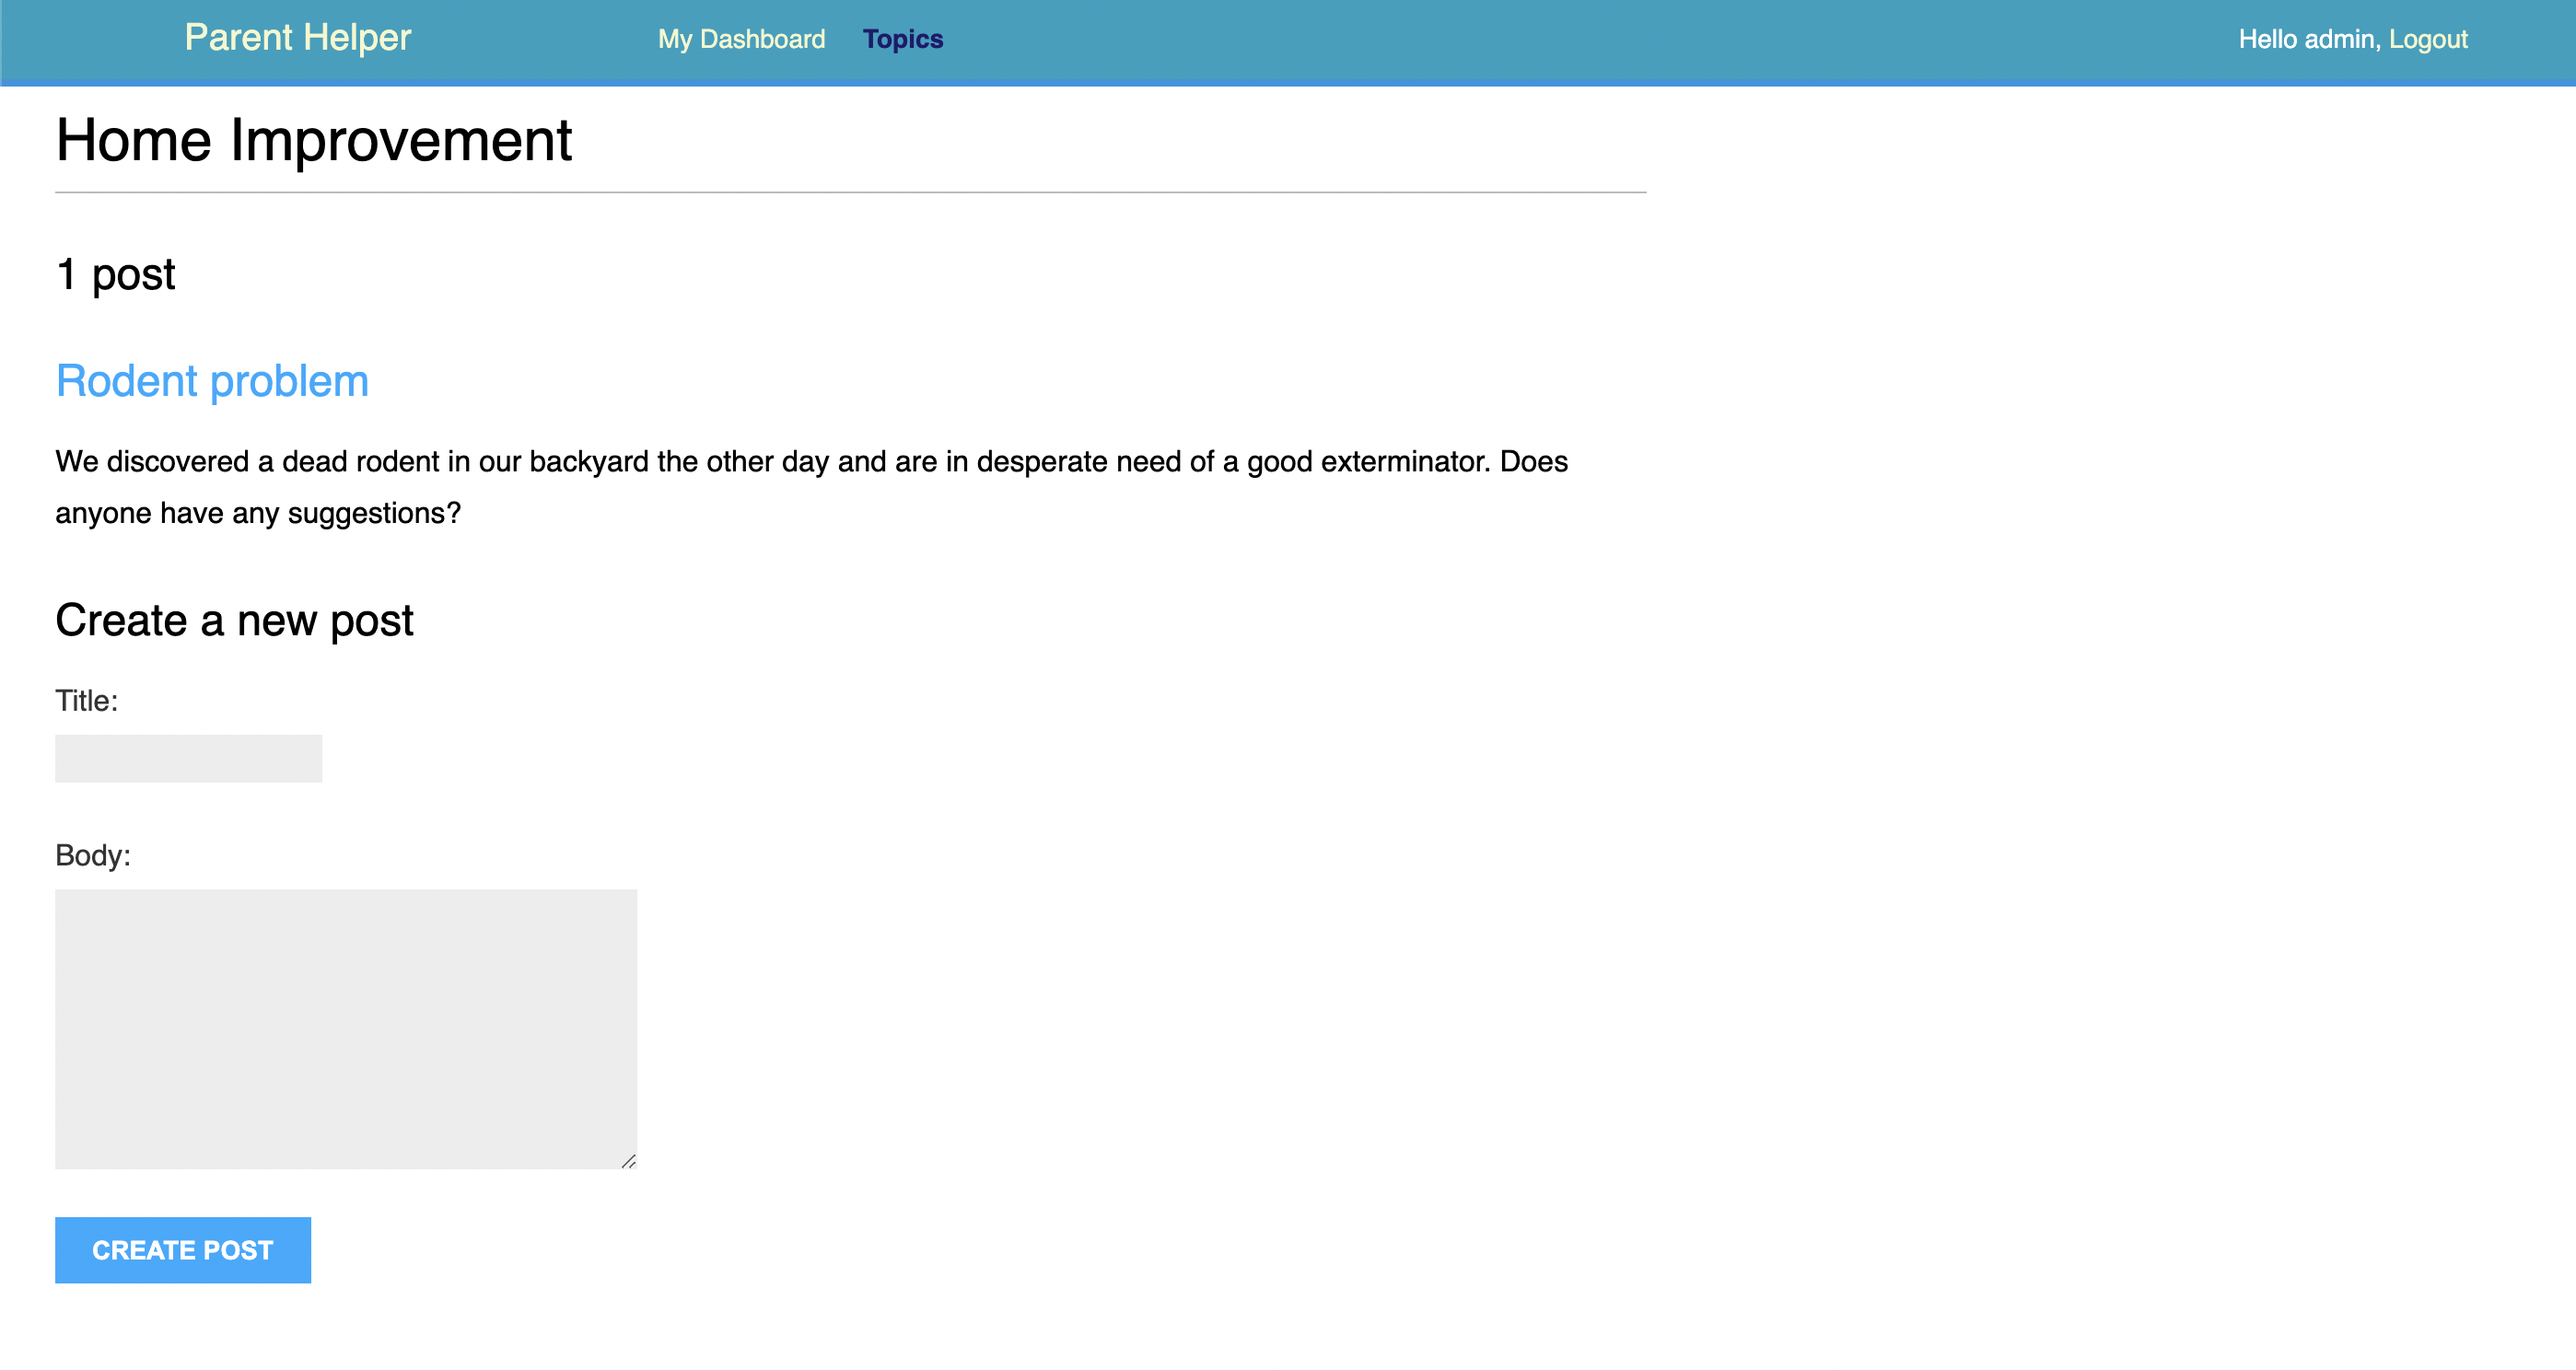 Parent Helper
My Dashboard
Topics
Hello admin, Logout
Home Improvement
1 post
Rodent problem
We discovered a dead rodent in our backyard the other day and are in desperate need of a good exterminator. Does
anyone have any suggestions?
Create a new post
Title:
Body:
CREATE POST